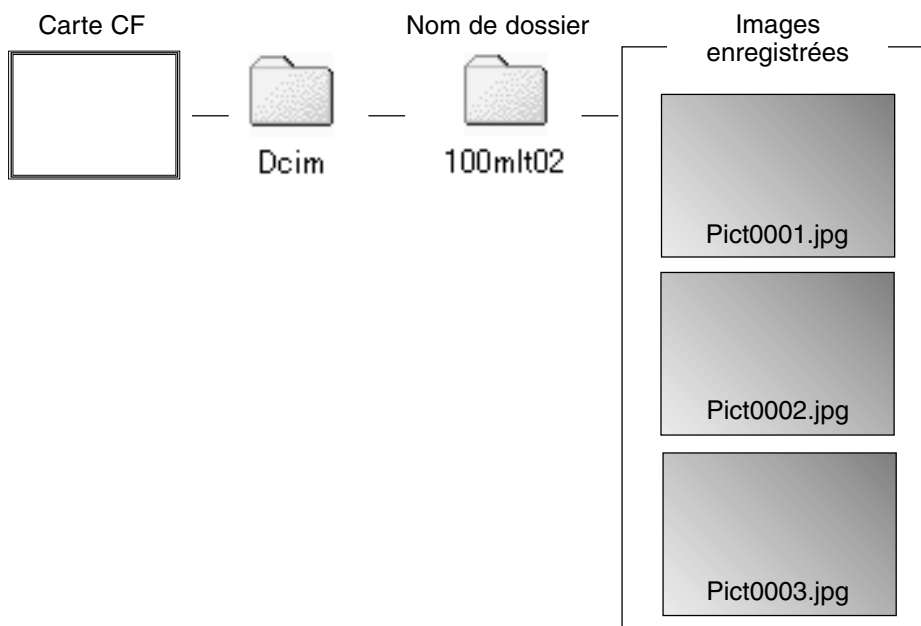 Carte CF
Nom de dossier
Images
enregistrées
Dcim
100mlt02
Pict0001.jpg
Pict0002.jpg
Pict0003.jpg